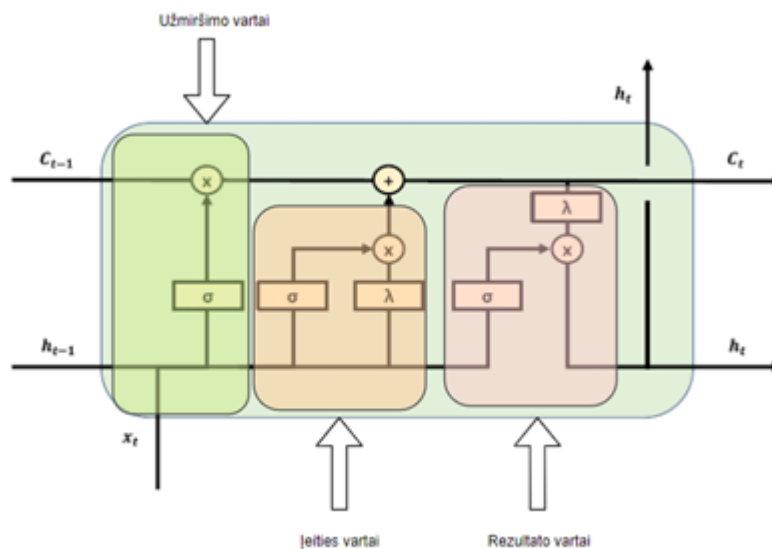 Užmiršimo vartai
h_t
C_{t-1}
C_t
x
+
λ
x
x
σ
σ
λ
σ
h_{t-1}
h_t
x_t
Įeities vartai
Rezultato vartai